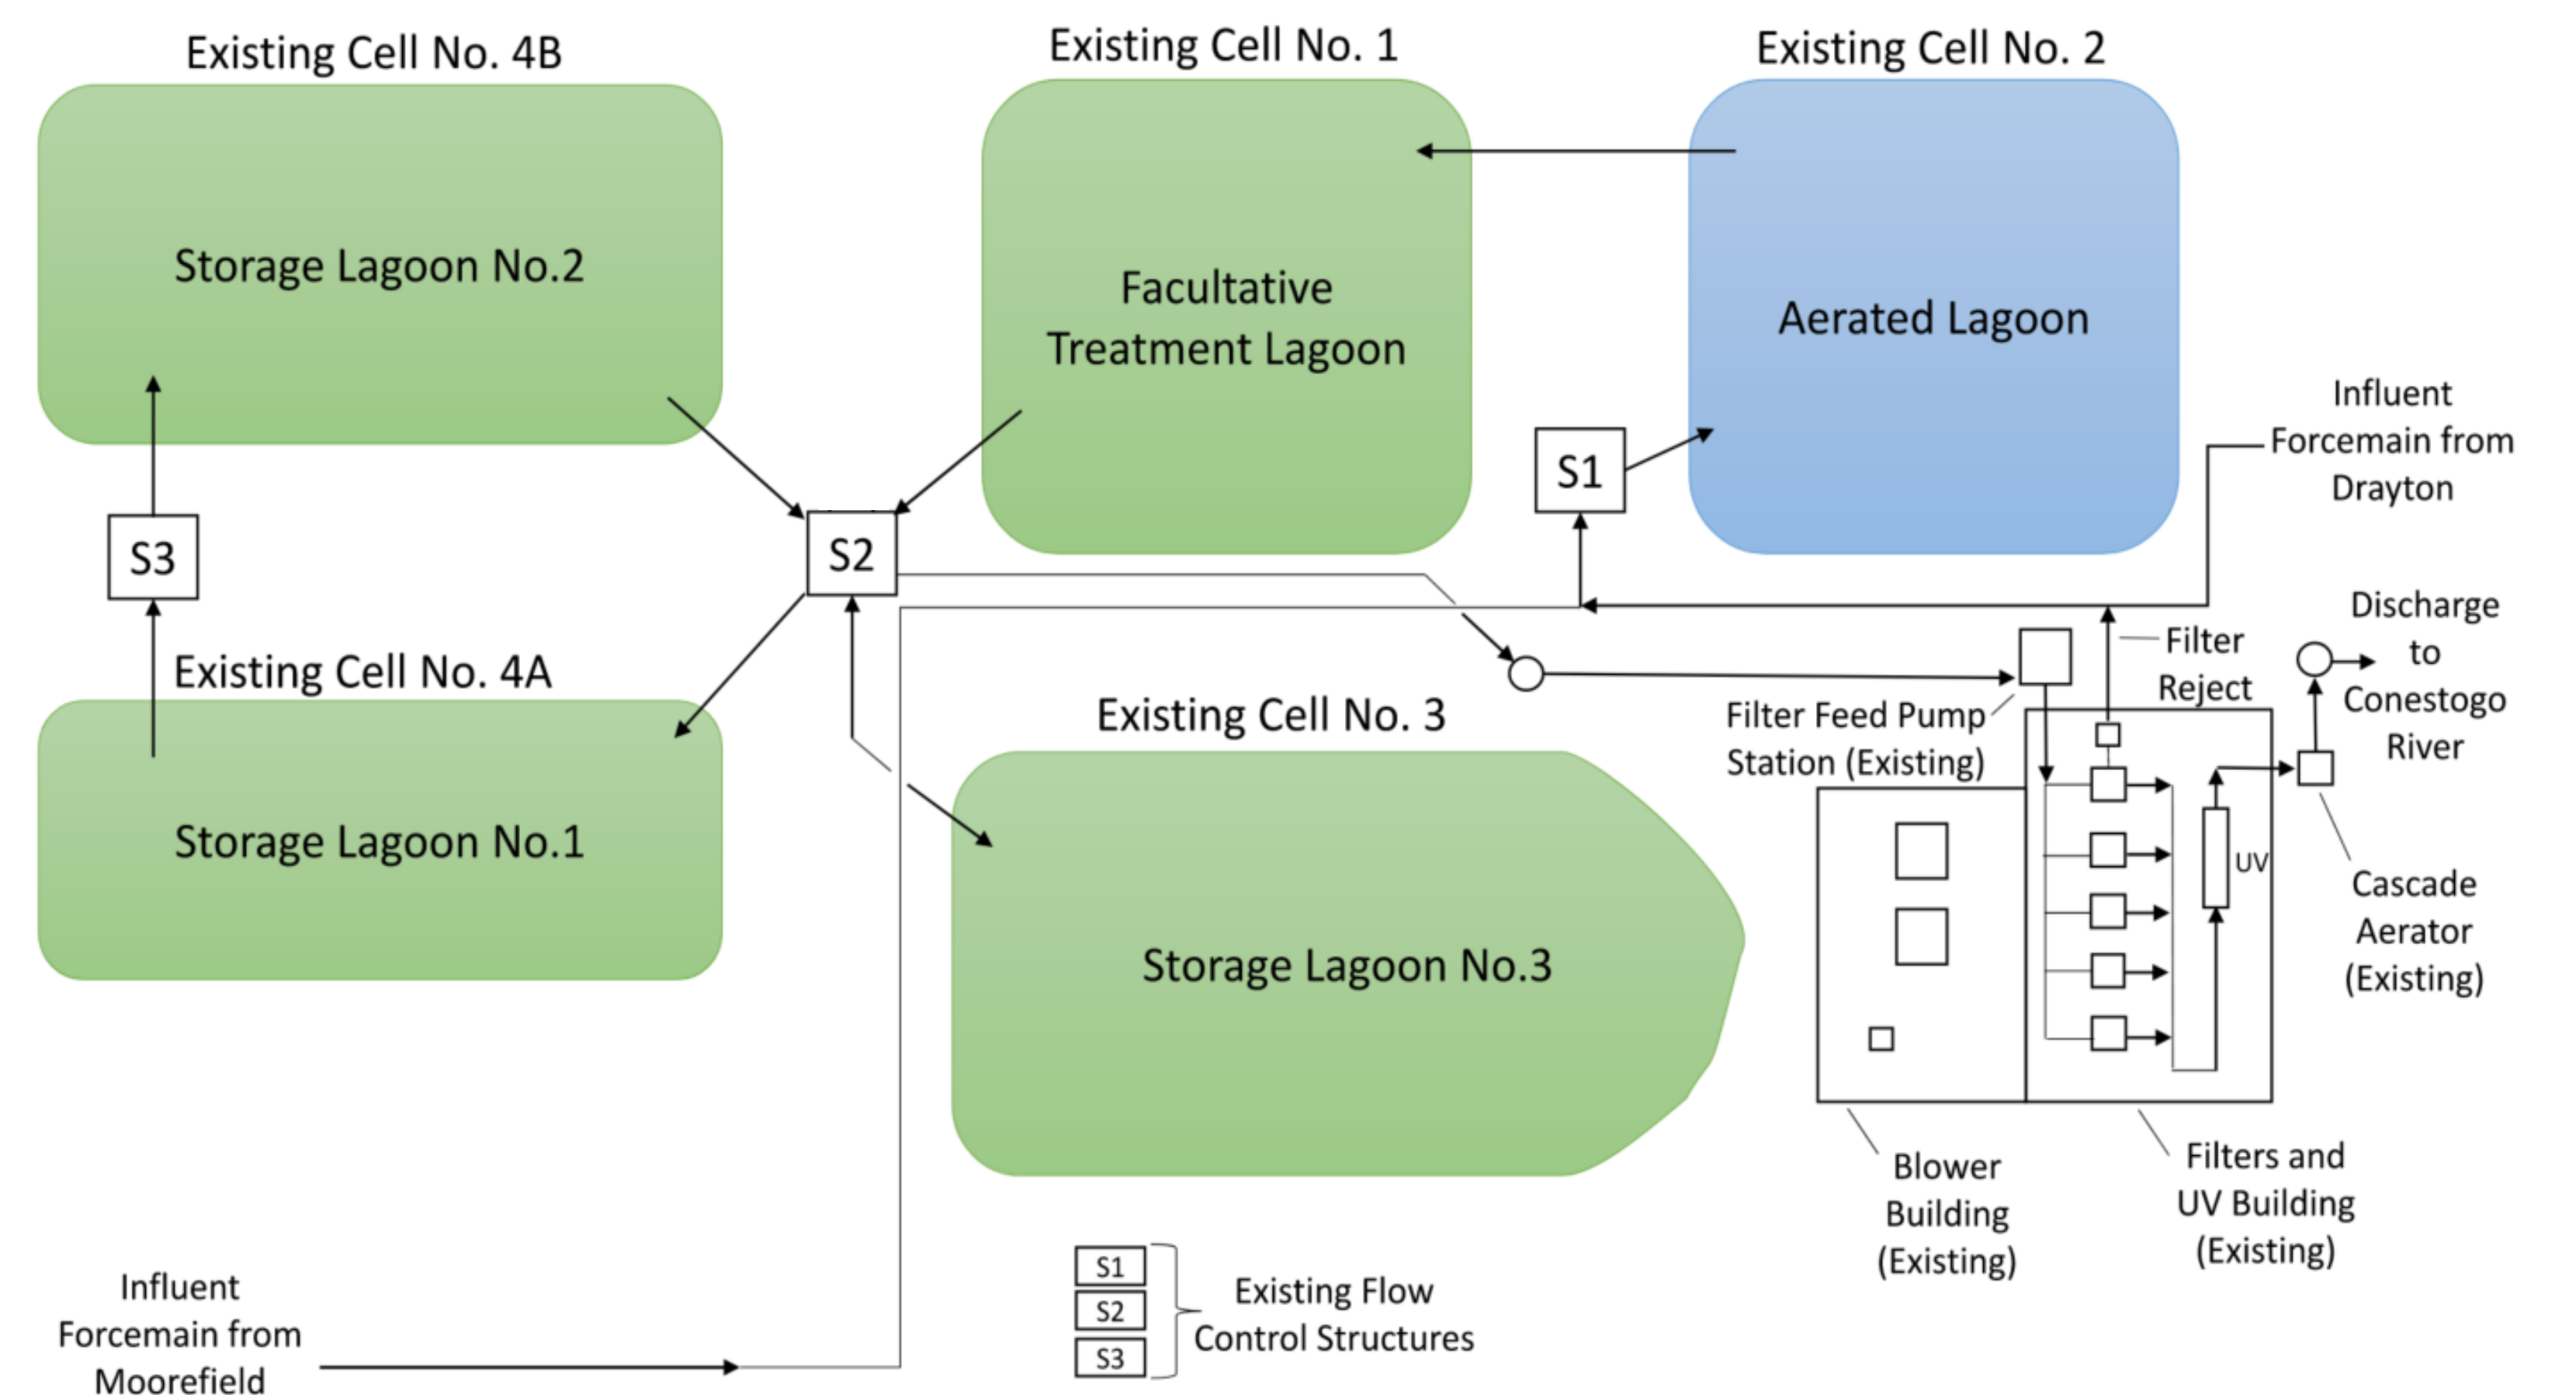 Existing Cell No. 4B
Storage Lagoon No.2
Existing Cell No. 1
Facultative
Treatment Lagoon
Existing Cell No. 2
Aerated Lagoon
S1
Influent
Forcemain from
Drayton
S3
S2
Existing Cell No. 4A
Storage Lagoon No.1
Existing Cell No. 3
Storage Lagoon No.3
Filter Feed Pump
Station (Existing)
Filter
Reject
Discharge
to
Conestogo
River
UV
Cascade
Aerator
(Existing)
Blower
Building
(Existing)
Filters and
UV Building
(Existing)
S1
S2
S3
Existing Flow
Control Structures
Influent
Forcemain from
Moorefield